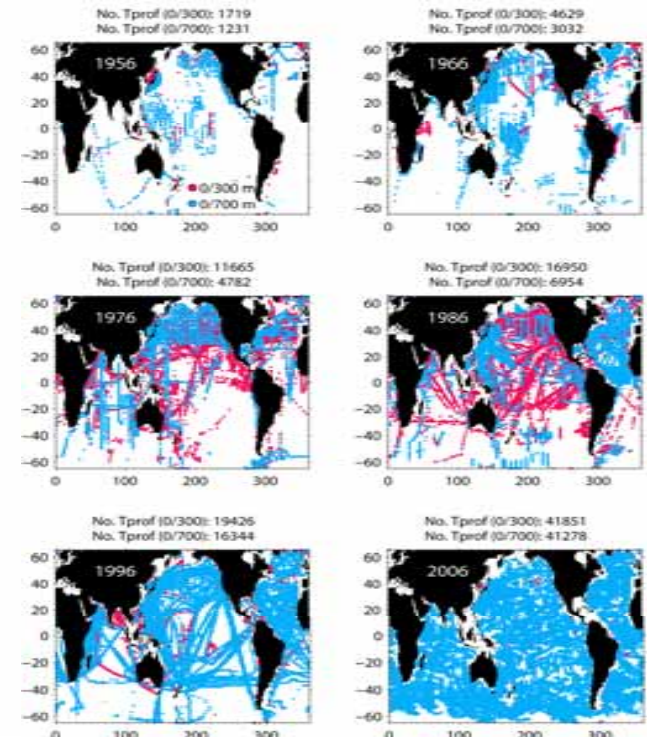 No. Tprof (0/300): 1719
No. Tprof (0/700): 1231
60
40
20
0
−20
−40
−60
1956
0/300 m
0/700 m
0 100 200 300
No. Tprof (0/300): 4629
No. Tprof (0/700): 3032
60
40
20
0
−20
−40
−60
1966
0 100 200 300
No. Tprof (0/300): 11665
No. Tprof (0/700): 4782
60
40
20
0
−20
−40
−60
1976
0 100 200 300
No. Tprof (0/300): 16950
No. Tprof (0/700): 6954
60
40
20
0
−20
−40
−60
1986
0 100 200 300
No. Tprof (0/300): 19426
No. Tprof (0/700): 16344
60
40
20
0
−20
−40
−60
1996
0 100 200 300
No. Tprof (0/300): 41851
No. Tprof (0/700): 41278
60
40
20
0
−20
−40
−60
2006
0 100 200 300